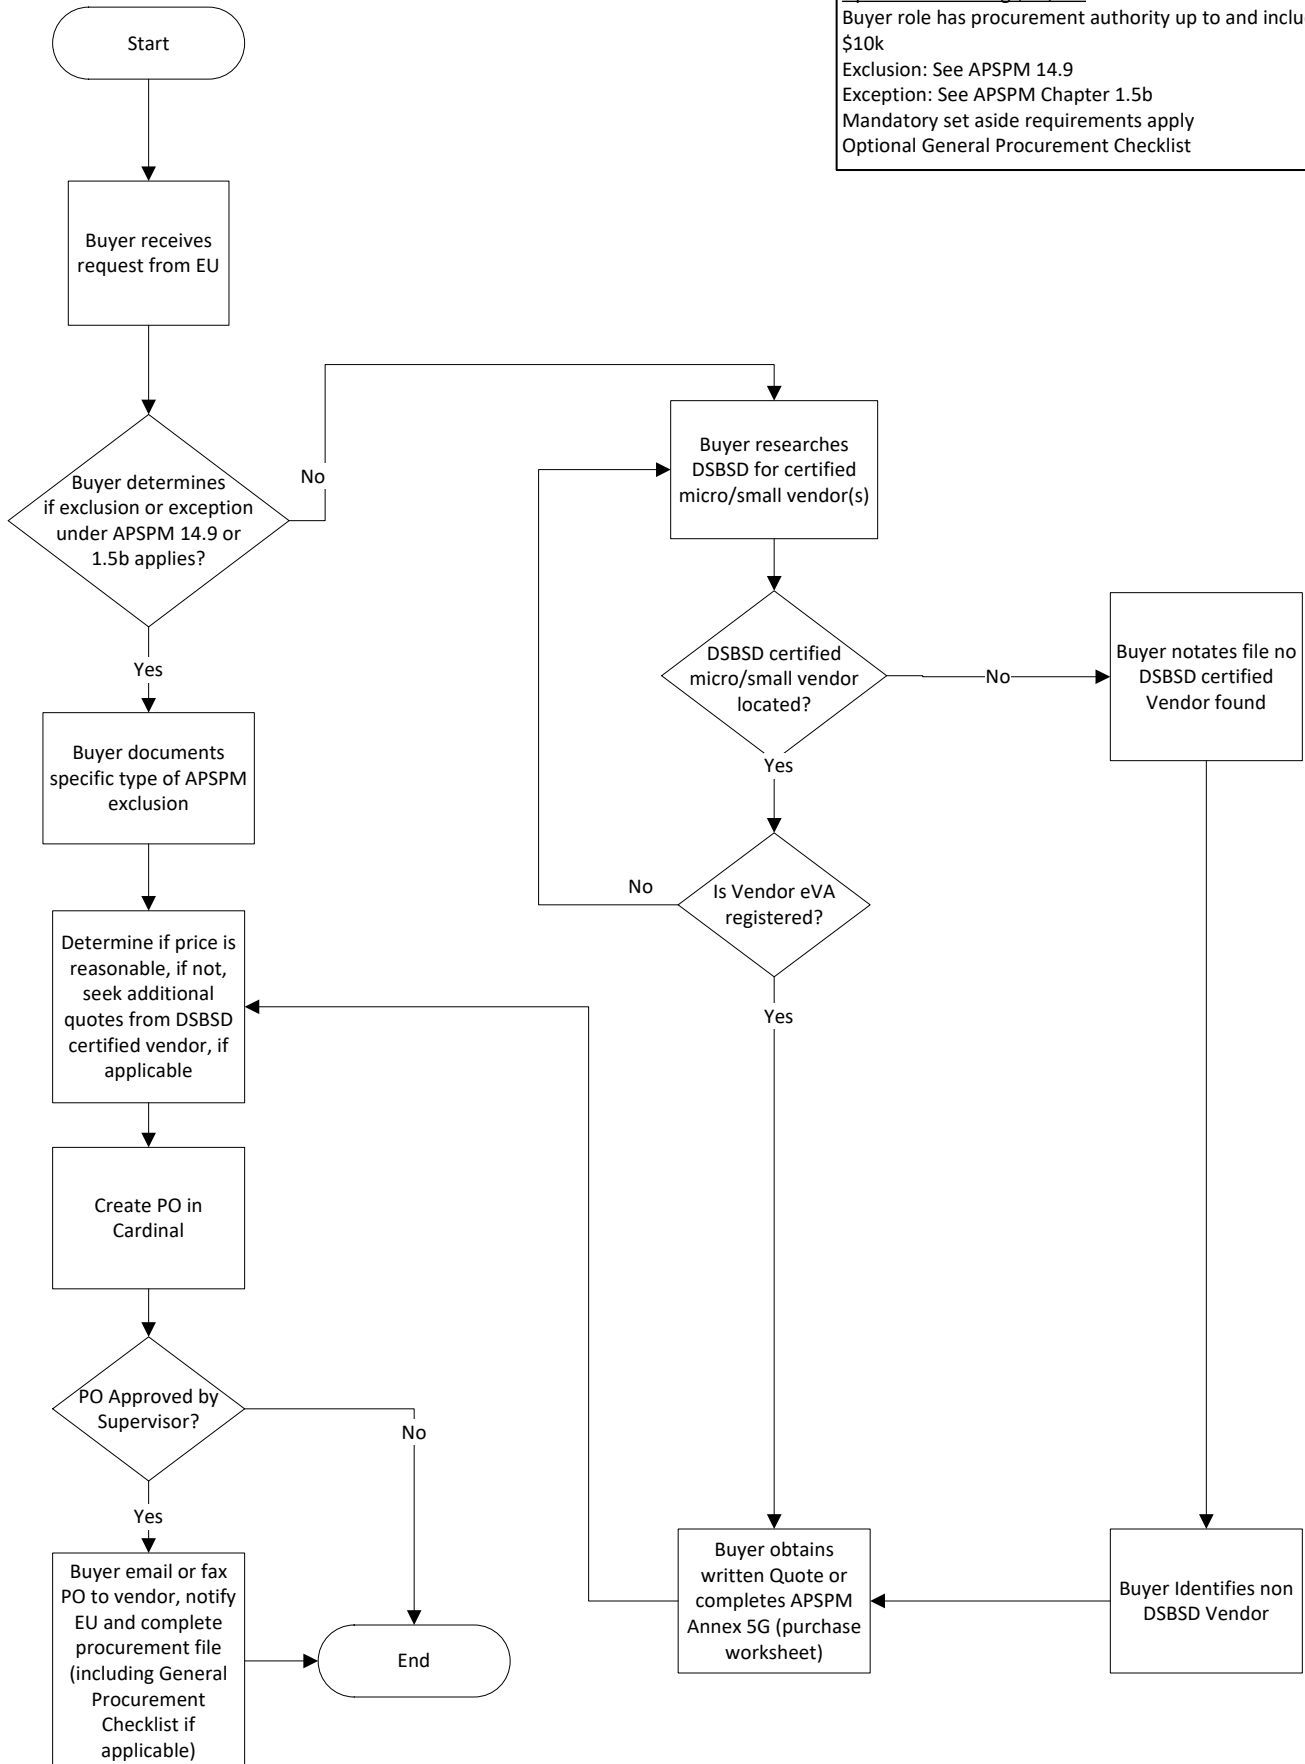 Buyer role has procurement authority up to and
$10k
Exclusion: See APSPM 14.9
Exception: See APSPM Chapter 1.5b
Mandatory set aside requirements apply
Optional General Procurement Checklist
Start
Buyer receives
request from EU
Buyer determines
if exclusion or exception
under APSPM 14.9 or
1.5b applies?
No
Yes
Buyer researches
DSBSD for certified
micro/small vendor(s)
DSBSD certified
micro/small vendor
located?
No
Buyer notates file no
DSBSD certified
Vendor found
Yes
Buyer documents
specific type of APSPM
exclusion
Is Vendor eVA
registered?
No
Yes
Determine if price is
reasonable, if not,
seek additional
quotes from DSBSD
certified vendor, if
applicable
Create PO in
Cardinal
PO Approved by
Supervisor?
No
Yes
Buyer obtains
written Quote or
completes APSPM
Annex 5G (purchase
worksheet)
Buyer Identifies non
DSBSD Vendor
Buyer email or fax
PO to vendor, notify
EU and complete
procurement file
(including General
Procurement
Checklist if
applicable)
End